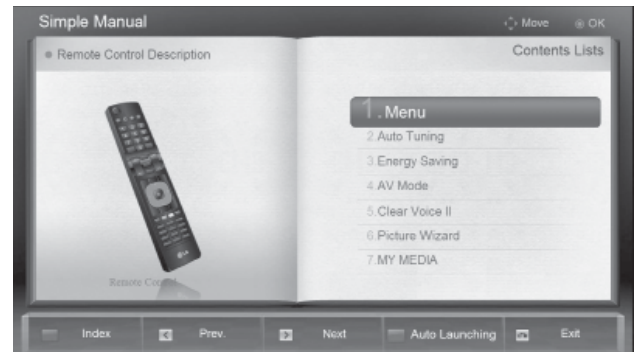 Simple Manual
Move
OK
Remote Control Description
Contents Lists
1. Menu
2.Auto Tuning
3.Energy Saving
4.AV Mode
5.Clear Voice II
6.Picture Wizard
7.MY MEDIA
LG
Remote Control
Index
Prev.
Next
Auto Launching
Exit